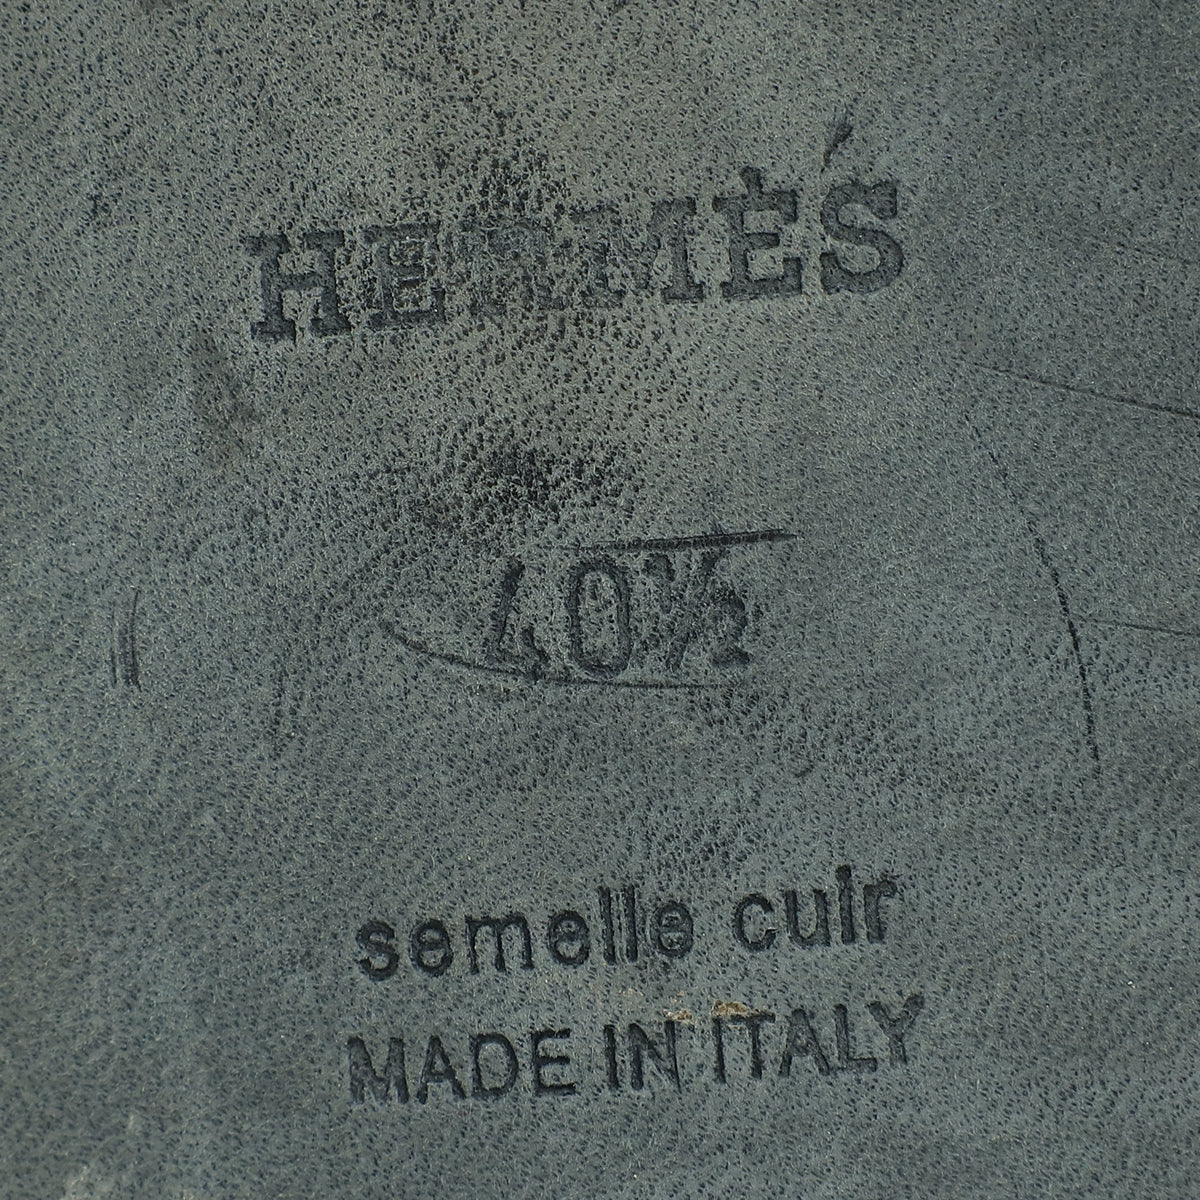 HERMÈS
40½
semelle cuir
MADE IN ITALY